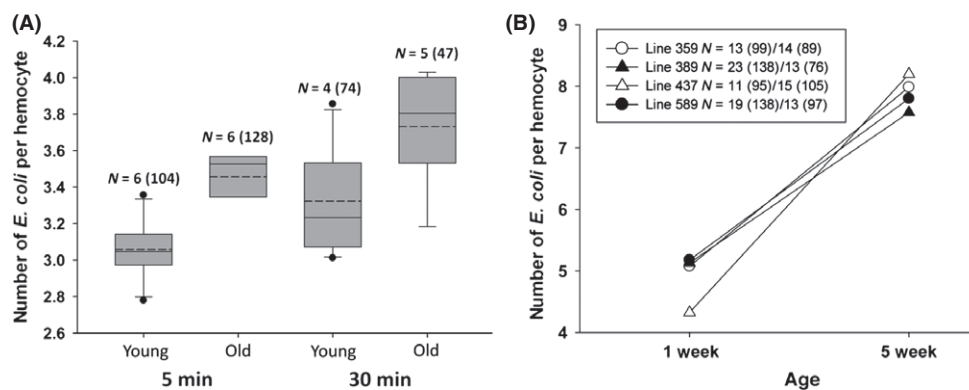 (A)
Number of E. coli per hemocyte
4.2
4.0
3.8
3.6
3.4
3.2
3.0
2.8
2.6
N = 6 (104)
N = 6 (128)
N = 4 (74)
N = 5 (47)
Young Old Young Old
5 min 30 min
(B)
Number of E. coli per hemocyte
9
8
7
6
5
4
Line 359 N = 13 (99)/14 (89)
Line 389 N = 23 (138)/13 (76)
Line 437 N = 11 (95)/15 (105)
Line 589 N = 19 (138)/13 (97)
1 week 5 week
Age